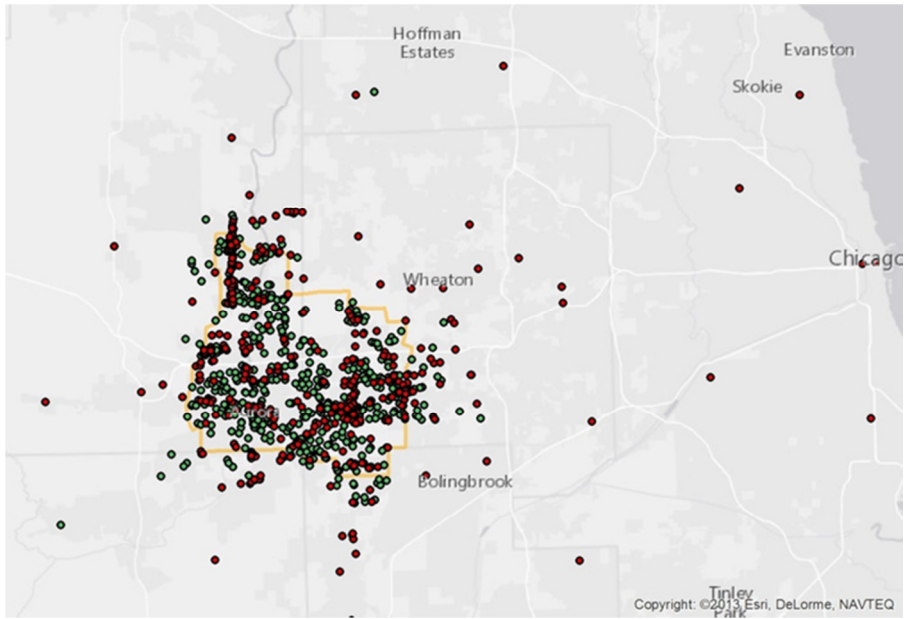 Hoffman
Estates
Evanston
Skokie
Chicago
Wheaton
Aurora
Bolingbrook
Tinley
Park
Copyright: ©2013 Esri, DeLorme, NAVTEQ